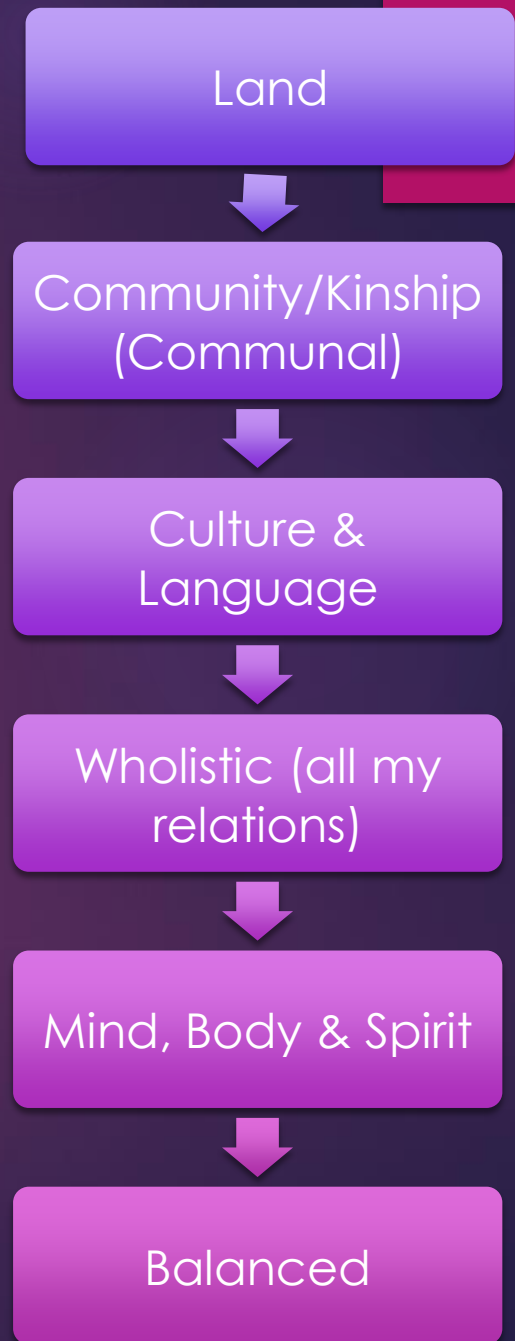 Land
Community/Kinship
(Communal)
Culture &
Language
Wholistic (all my
relations)
Mind, Body & Spirit
Balanced